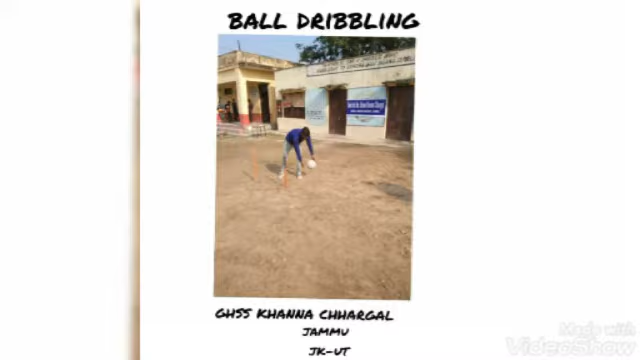 BALL DRIBBLING
GHSS KHANNA CHHARGAL
JAMMU
JK-UT
Made with
VideoShow